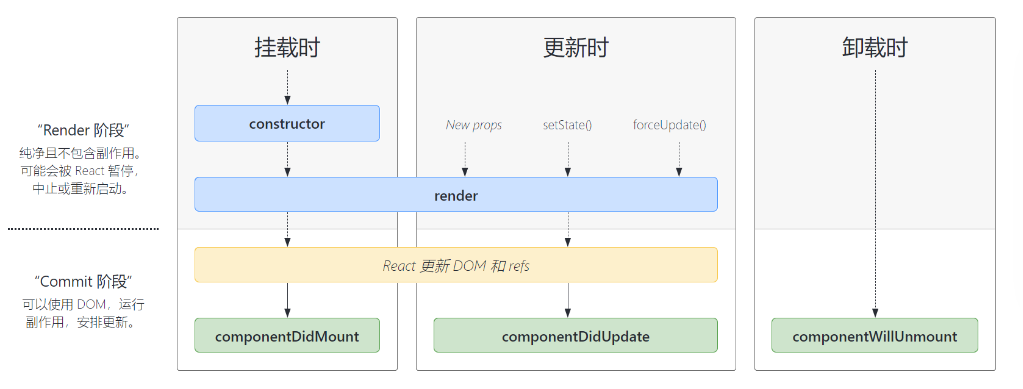 挂载时
更新时
卸载时
“Render 阶段”
纯净且不包含副作用。
可能会被 React 暂停，
中止或重新启动。
constructor
New props
setState()
forceUpdate()
render
“Commit 阶段”
可以使用 DOM，运行
副作用，安排更新。
React 更新 DOM 和 refs
componentDidMount
componentDidUpdate
componentWillUnmount